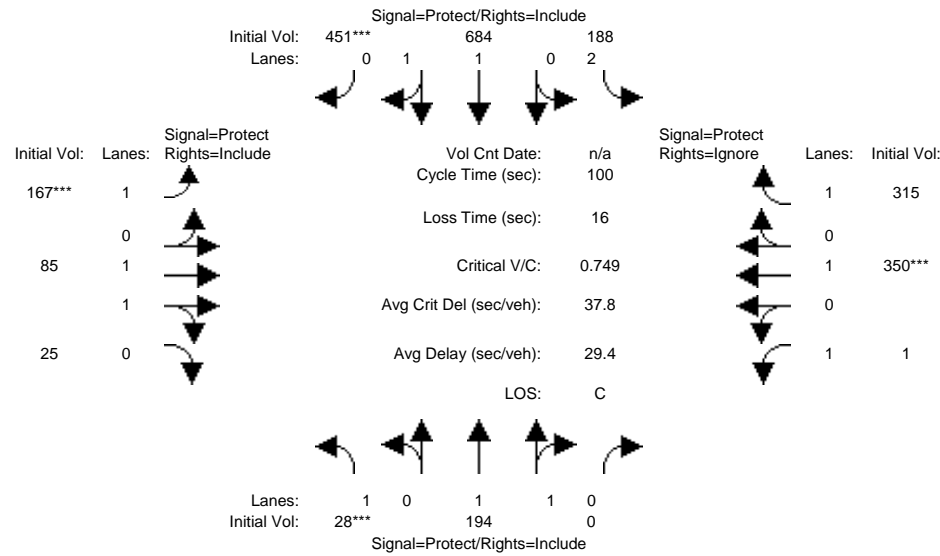 Signal=Protect/Rights=Include
Initial Vol: 451*** 684 188
Lanes: 0 1 1 0 2
Signal=Protect Signal=Protect
Initial Vol: Lanes: Rights=Include Vol Cnt Date: n/a Rights=Ignore Lanes: Initial Vol:
Cycle Time (sec): 100
167*** 1 1 315
Loss Time (sec): 16
0 0
85 1 Critical V/C: 0.749 1 350***
1 Avg Crit Del (sec/veh): 37.8 0
25 0 Avg Delay (sec/veh): 29.4 1 1
LOS: C
Lanes: 1 0 1 1 0
Initial Vol: 28*** 194 0
Signal=Protect/Rights=Include